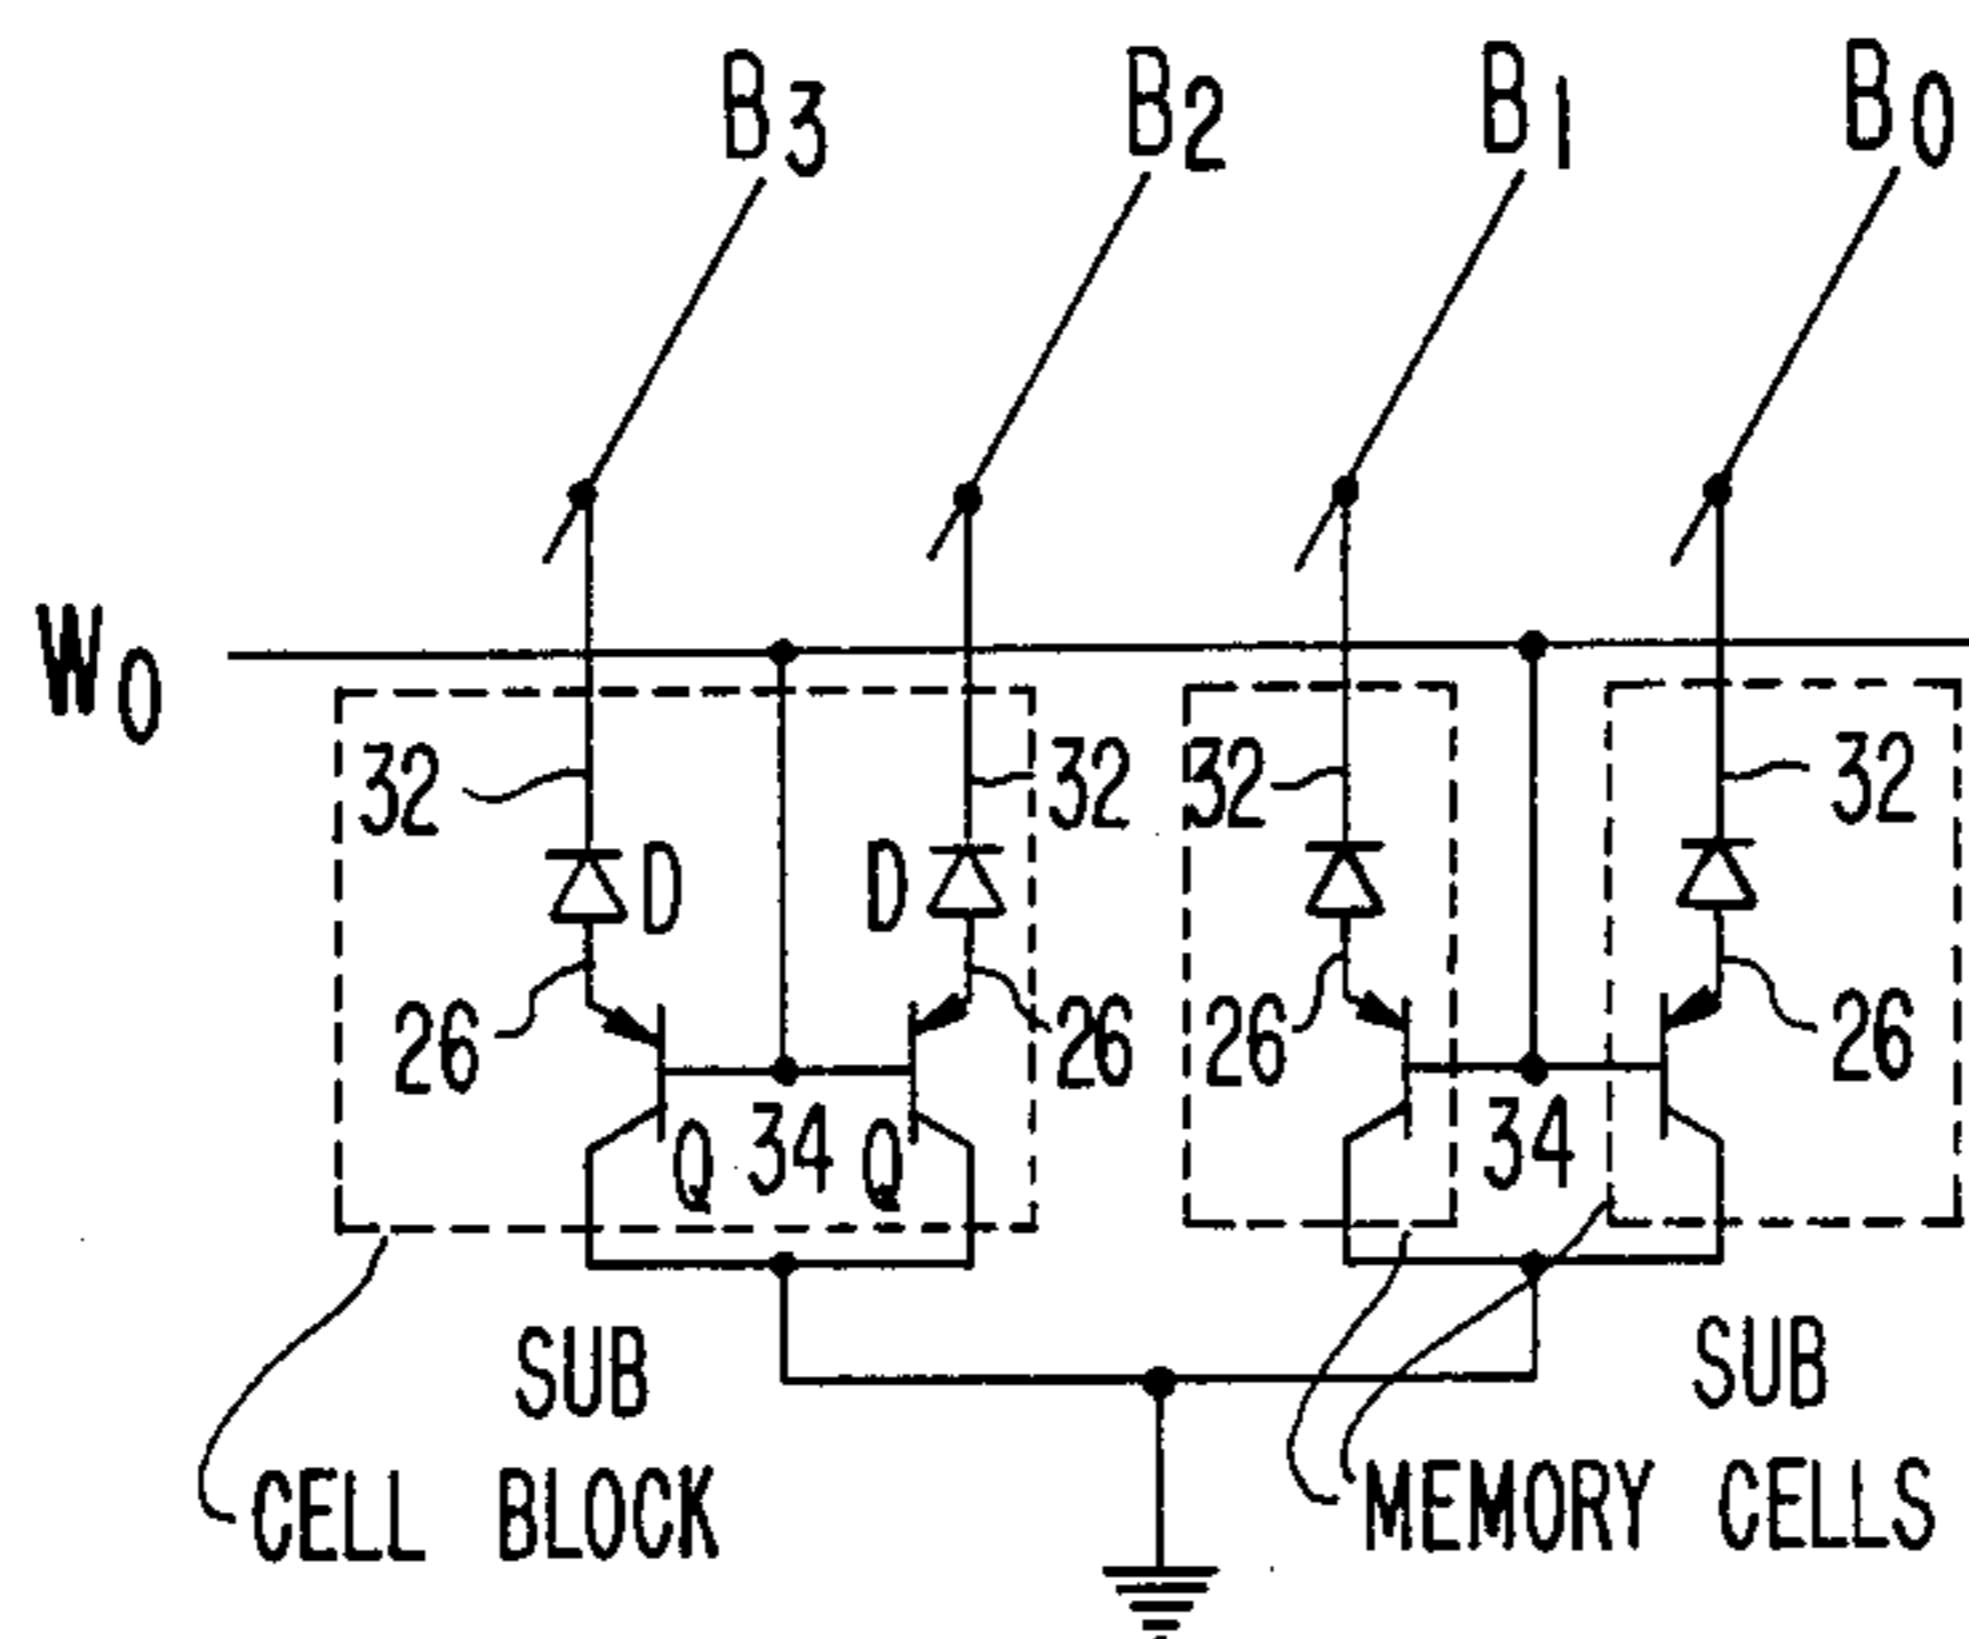 B3 B2 B1 B0
W0
32 32 32 32
D D
26 26 26 26
Q 34 Q 34
SUB SUB
CELL BLOCK MEMORY CELLS